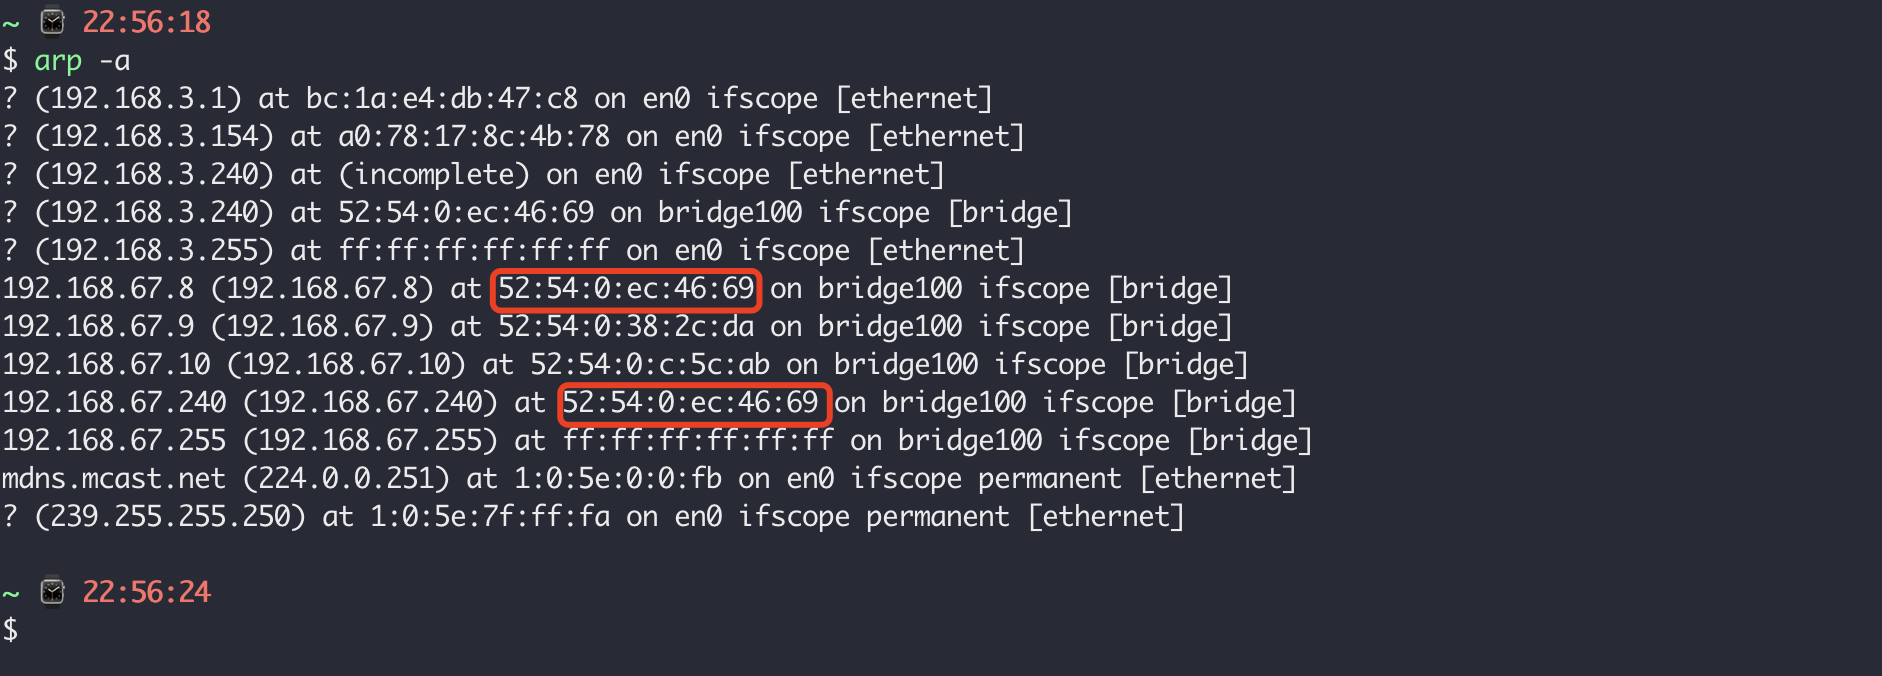 ~ ⌚ 22:56:18
$ arp -a
? (192.168.3.1) at bc:1a:e4:db:47:c8 on en0 ifscope [ethernet]
? (192.168.3.154) at a0:78:17:8c:4b:78 on en0 ifscope [ethernet]
? (192.168.3.240) at (incomplete) on en0 ifscope [ethernet]
? (192.168.3.240) at 52:54:0:ec:46:69 on bridge100 ifscope [bridge]
? (192.168.3.255) at ff:ff:ff:ff:ff:ff on en0 ifscope [ethernet]
192.168.67.8 (192.168.67.8) at 52:54:0:ec:46:69 on bridge100 ifscope [bridge]
192.168.67.9 (192.168.67.9) at 52:54:0:38:2c:da on bridge100 ifscope [bridge]
192.168.67.10 (192.168.67.10) at 52:54:0:c:5c:ab on bridge100 ifscope [bridge]
192.168.67.240 (192.168.67.240) at 52:54:0:ec:46:69 on bridge100 ifscope [bridge]
192.168.67.255 (192.168.67.255) at ff:ff:ff:ff:ff:ff on bridge100 ifscope [bridge]
mdns.mcast.net (224.0.0.251) at 1:0:5e:0:0:fb on en0 ifscope permanent [ethernet]
? (239.255.255.250) at 1:0:5e:7f:ff:fa on en0 ifscope permanent [ethernet]
~ ⌚ 22:56:24
$